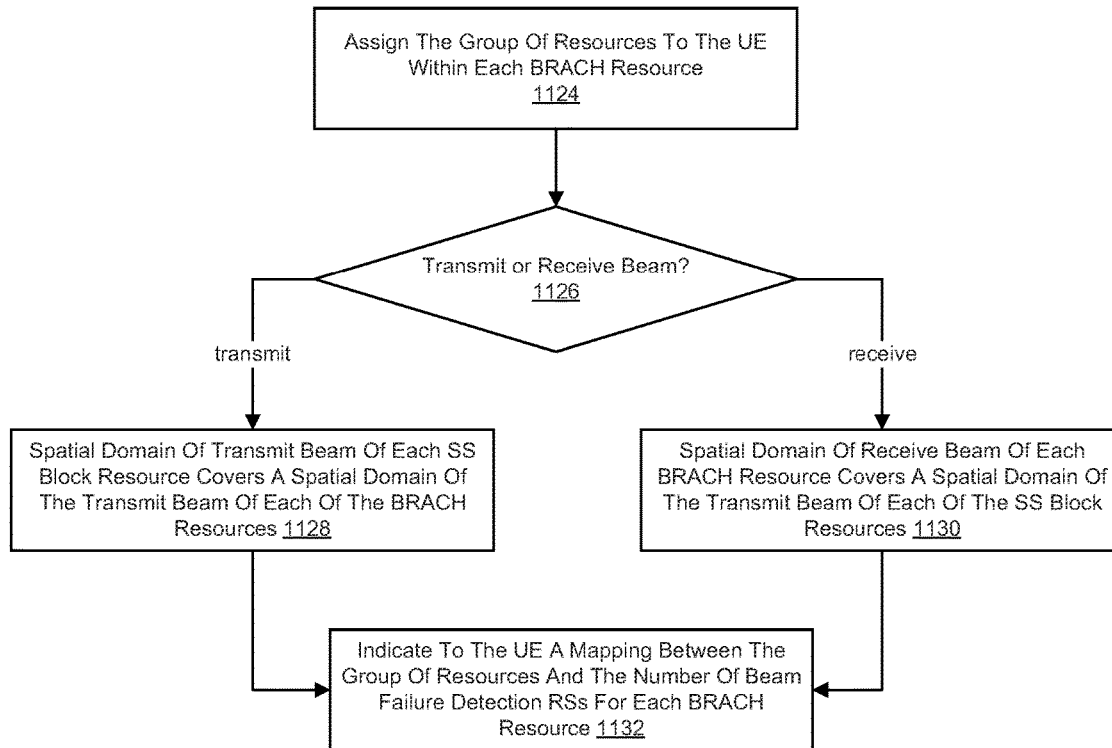 Assign The Group Of Resources To The UE
Within Each BRACH Resource
1124
Transmit or Receive Beam?
1126
transmit
receive
Spatial Domain Of Transmit Beam Of Each SS
Block Resource Covers A Spatial Domain Of
The Transmit Beam Of Each Of The BRACH
Resources 1128
Spatial Domain Of Receive Beam Of Each
BRACH Resource Covers A Spatial Domain Of
The Transmit Beam Of Each Of The SS Block
Resources 1130
Indicate To The UE A Mapping Between The
Group Of Resources And The Number Of Beam
Failure Detection RSs For Each BRACH
Resource 1132